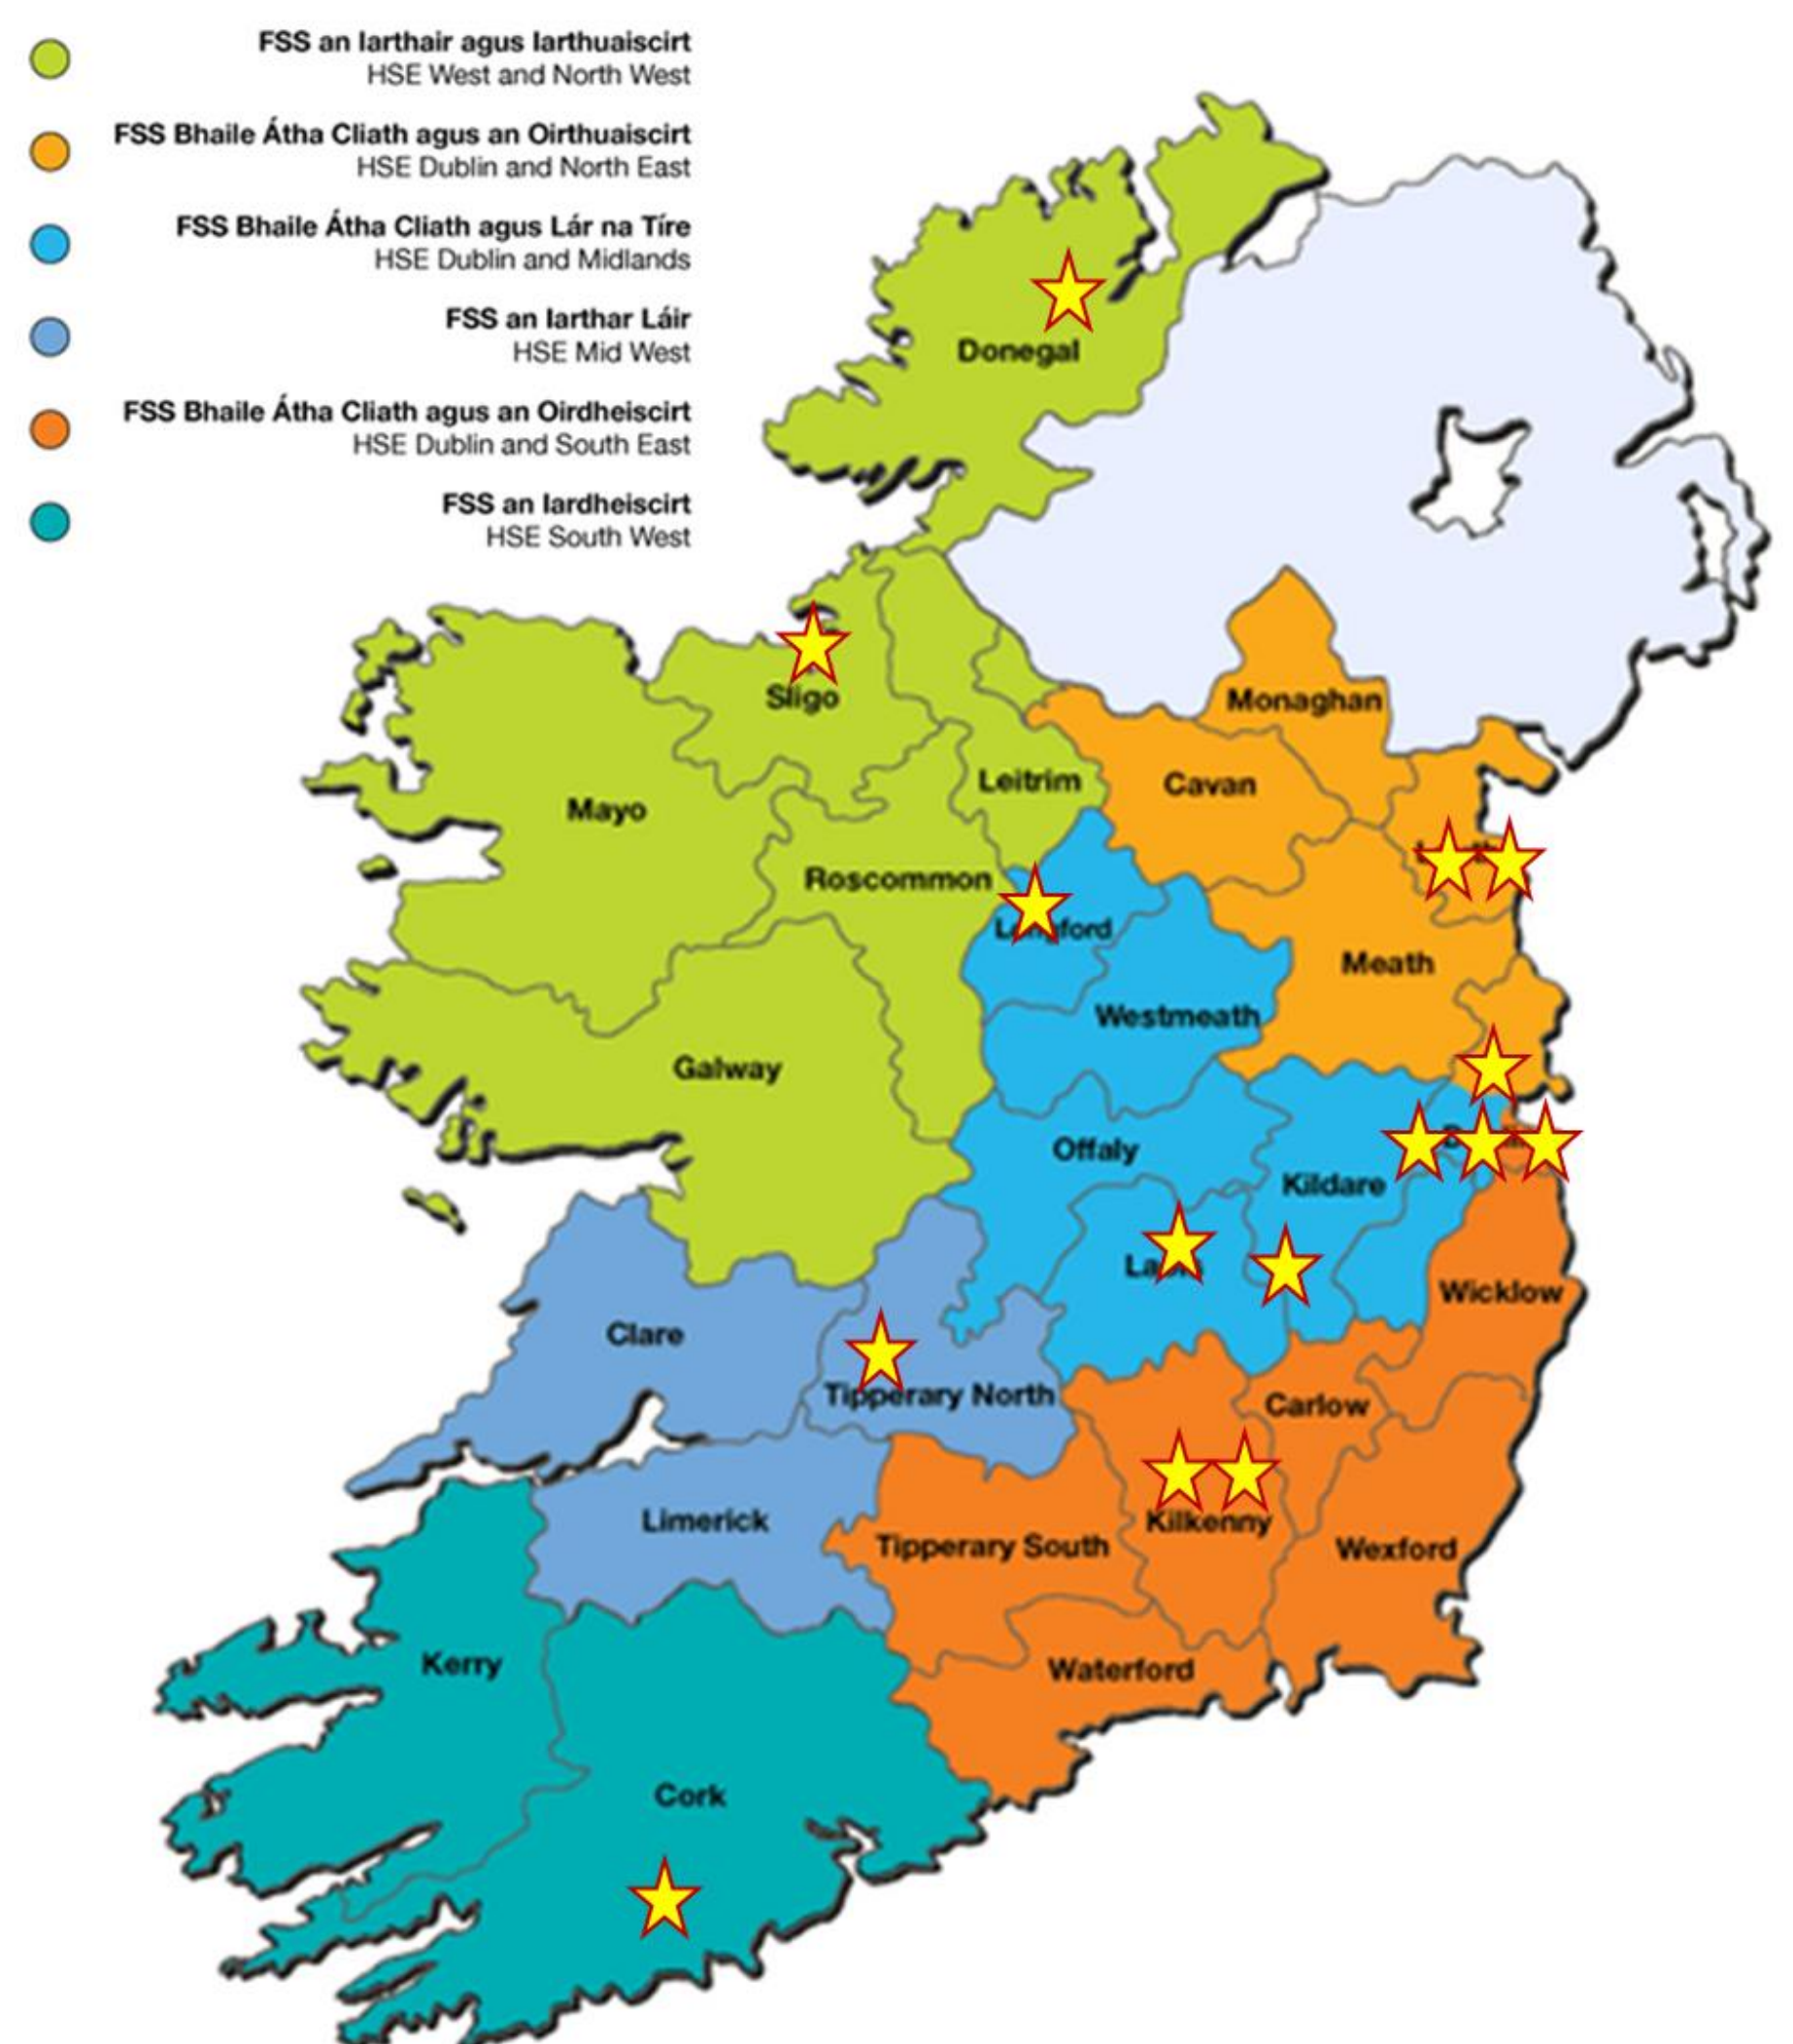 FSS an Iarthair agus Iarthuaiscirt
HSE West and North West
FSS Bhaile Átha Cliath agus an Oirthuaiscirt
HSE Dublin and North East
FSS Bhaile Átha Cliath agus Lár na Tíre
HSE Dublin and Midlands
FSS an Iarthar Láir
HSE Mid West
FSS Bhaile Átha Cliath agus an Oirdheiscirt
HSE Dublin and South East
FSS an Iardheiscirt
HSE South West
Donegal
Sligo
Monaghan
Leitrim
Cavan
Mayo
Roscommon
Longford
Meath
Westmeath
Galway
Offaly
Kildare
Laois
Wicklow
Clare
Tipperary North
Carlow
Limerick
Kilkenny
Tipperary South
Wexford
Kerry
Waterford
Cork